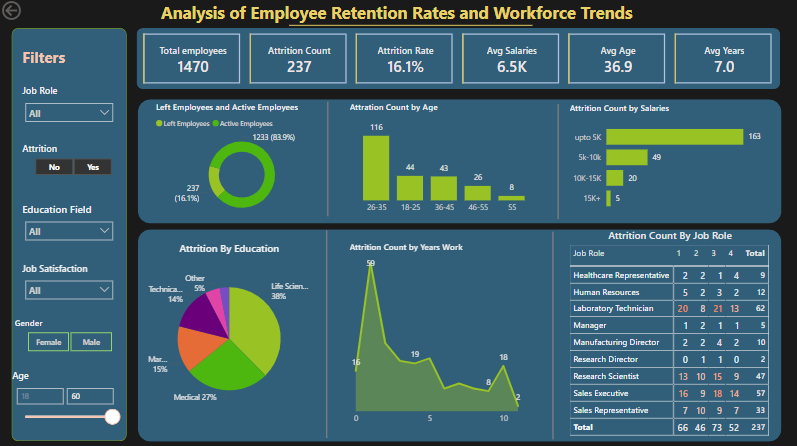 Analysis of Employee Retention Rates and Workforce Trends
Filters
Job Role
All
Attrition
No Yes
Education Field
All
Job Satisfaction
All
Gender
Female Male
Age
18 60
Total employees
1470
Attrition Count
237
Attrition Rate
16.1%
Avg Salaries
6.5K
Avg Age
36.9
Avg Years
7.0
Left Employees and Active Employees
Left Employees Active Employees
1233 (83.9%)
237
(16.1%)
Attration Count by Age
116
44
43
26
8
26-35 18-25 36-45 46-55 55
Attrition Count by Salaries
upto 5K 163
5k-10k 49
10K-15K 20
15K+ 5
Attrition By Education
Other
5%
Technica...
14%
Mar...
15%
Medical 27%
Life Scien...
38%
Attrition Count by Years Work
59
16
19
8
18
2
0 5 10
Attrition Count By Job Role
Job Role 1 2 3 4 Total
Healthcare Representative 2 2 1 4 9
Human Resources 5 2 3 2 12
Laboratory Technician 20 8 21 13 62
Manager 1 2 1 1 5
Manufacturing Director 2 2 4 2 10
Research Director 0 1 1 0 2
Research Scientist 13 10 15 9 47
Sales Executive 16 9 18 14 57
Sales Representative 7 10 9 7 33
Total 66 46 73 52 237